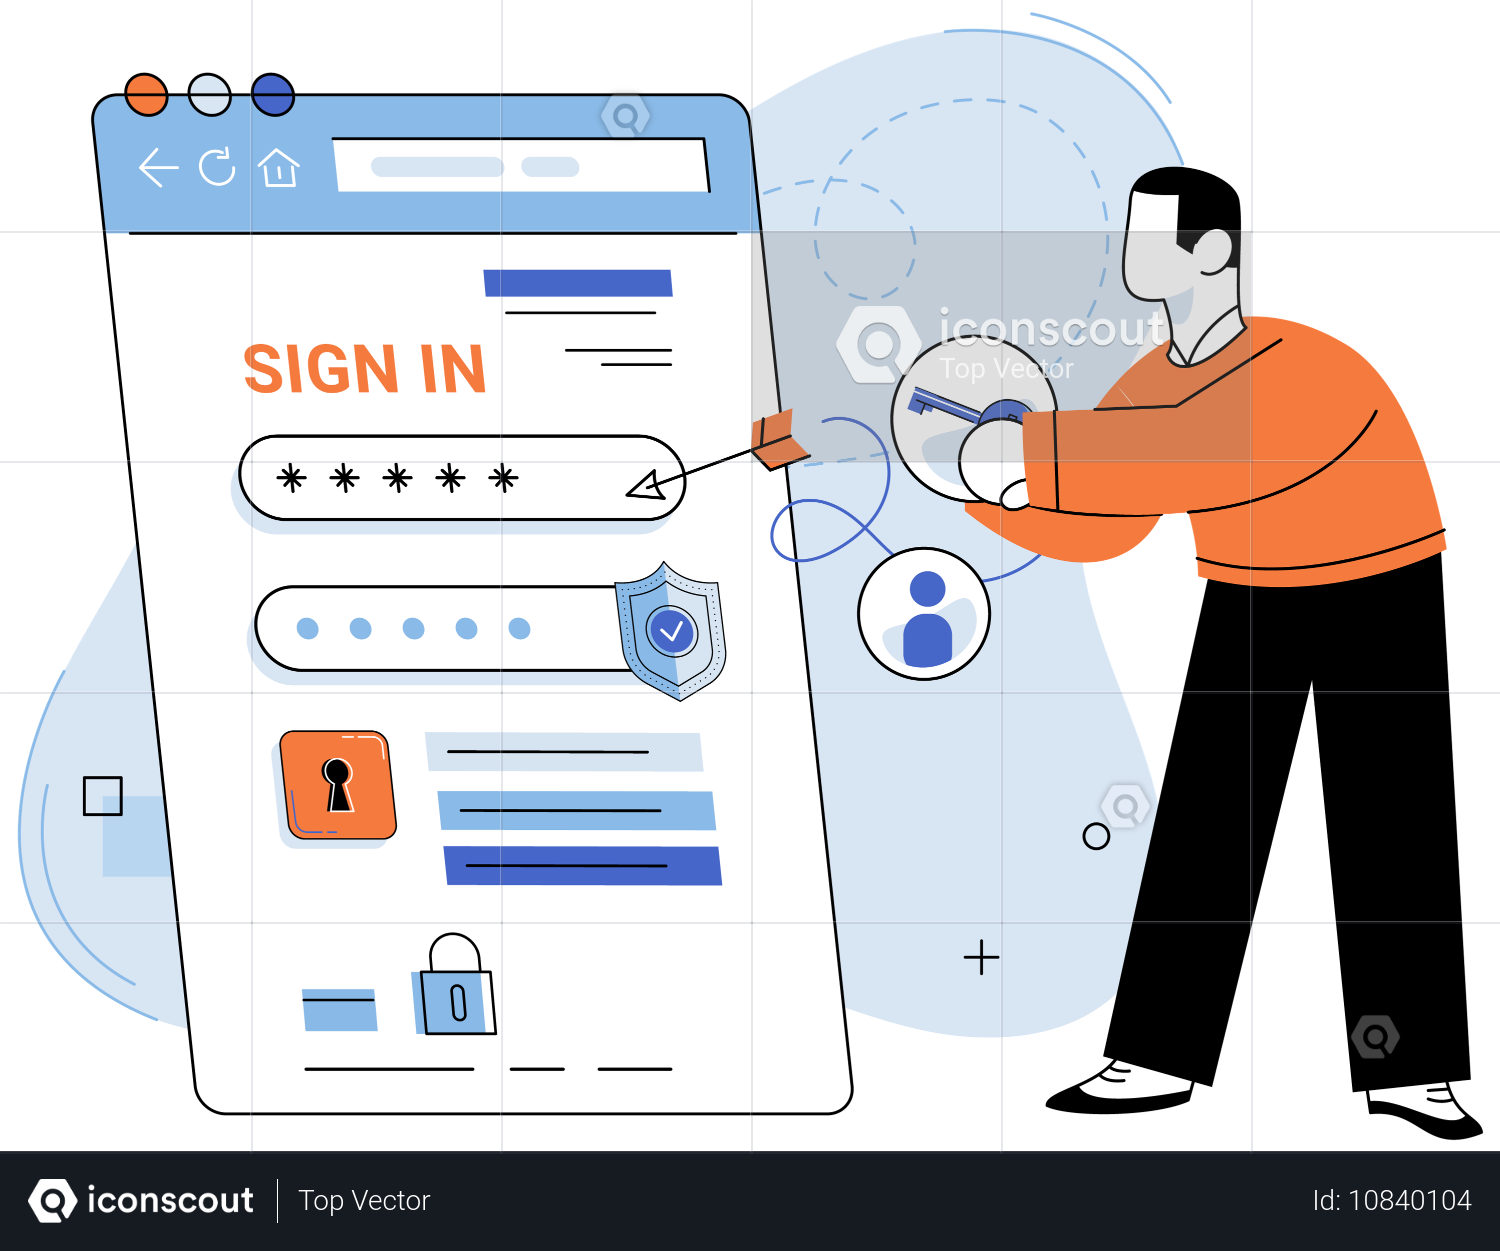 SIGN IN
* * * * *
iconscout
Top Vector
iconscout
Top Vector
Id: 10840104